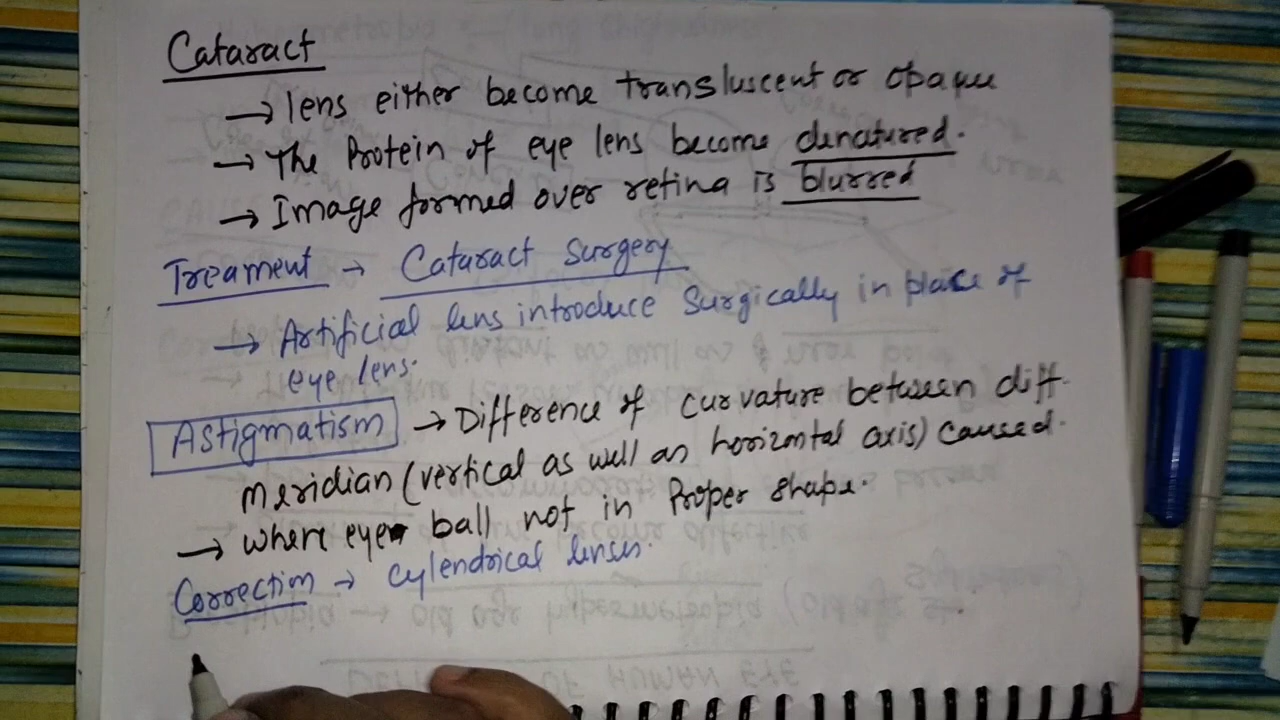 Cataract
→ lens either become transluscent or opaque
→ The Protein of eye lens become denatured.
→ Image formed over retina is blurred
Treament → Cataract Surgery
→ Artificial lens introduce Surgically in place of
eye lens.
Astigmatism → Difference of curvature between diff.
meridian (vertical as well as horizontal axis) caused.
→ where eye ball not in Proper shape.
Correction → Cylendrical lenses.